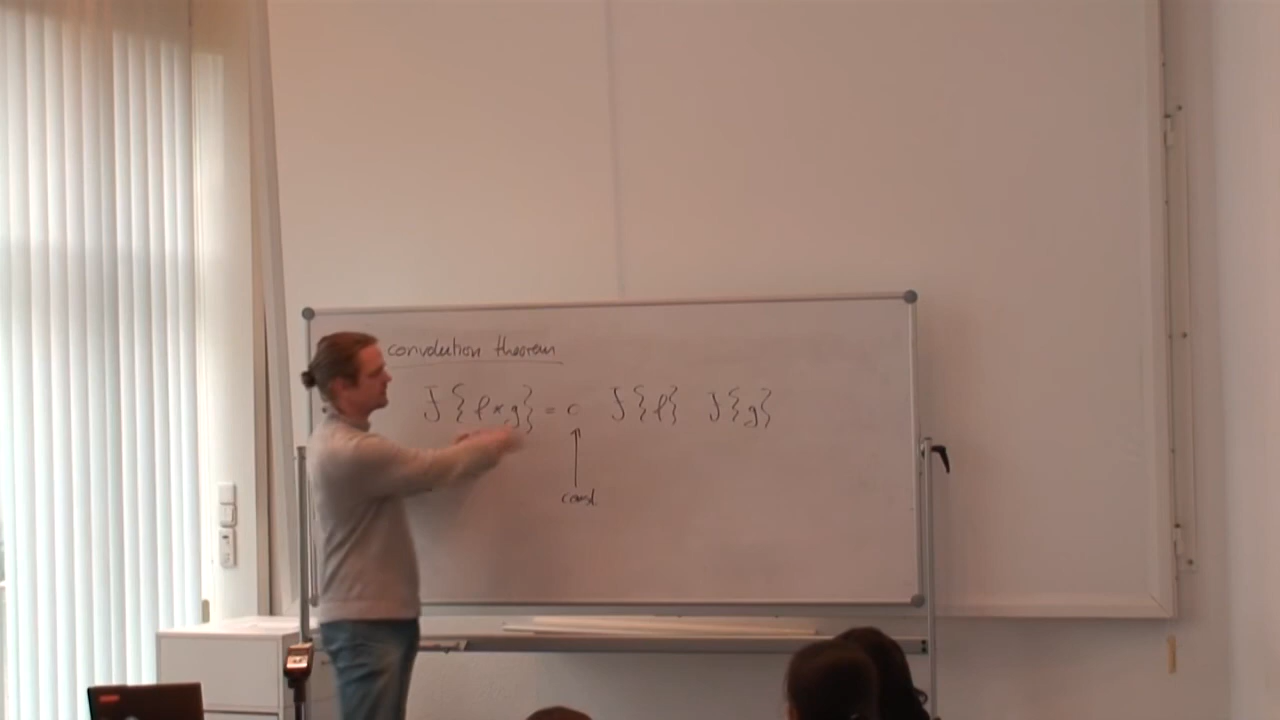 convolution theorem
F{f*g} = c F{f} F{g}
const.